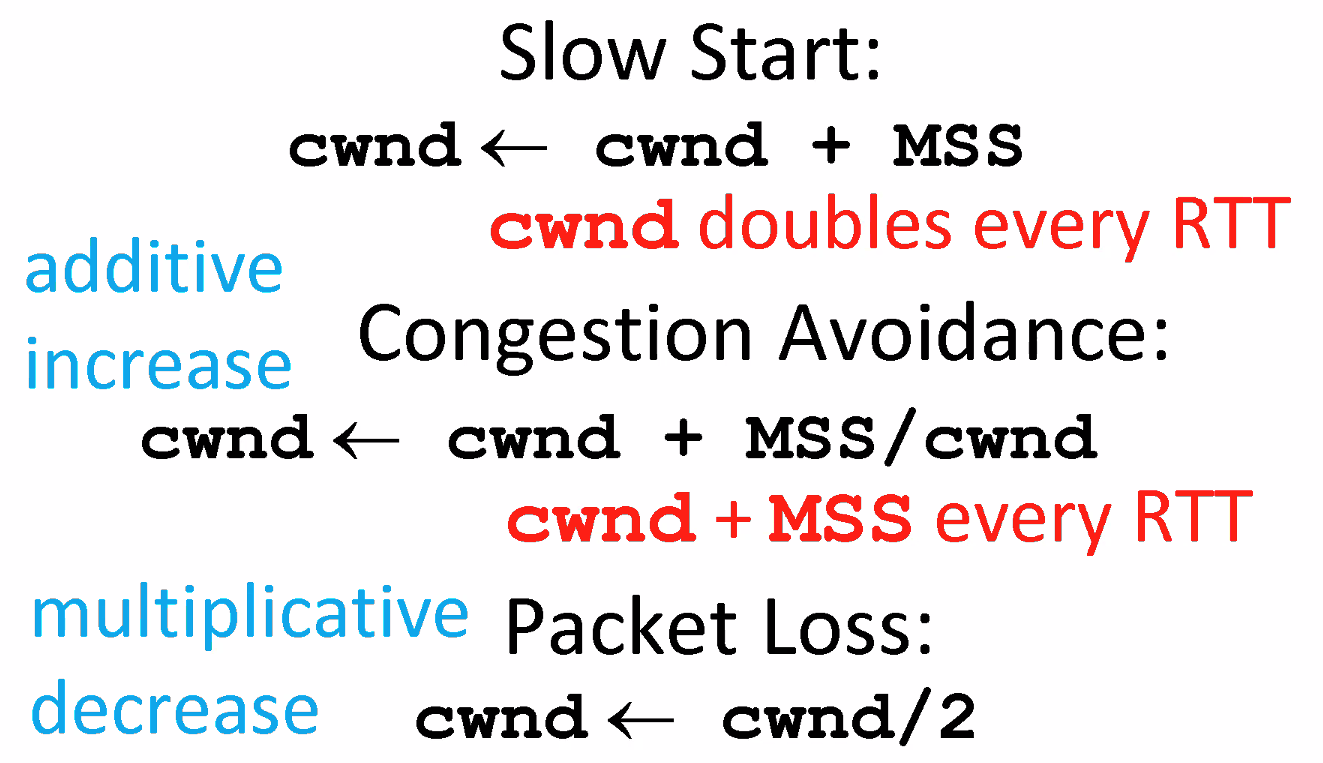 Slow Start:
cwnd ← cwnd + MSS
cwnd doubles every RTT
additive
increase
Congestion Avoidance:
cwnd ← cwnd + MSS/cwnd
cwnd + MSS every RTT
multiplicative
decrease
Packet Loss:
cwnd ← cwnd/2